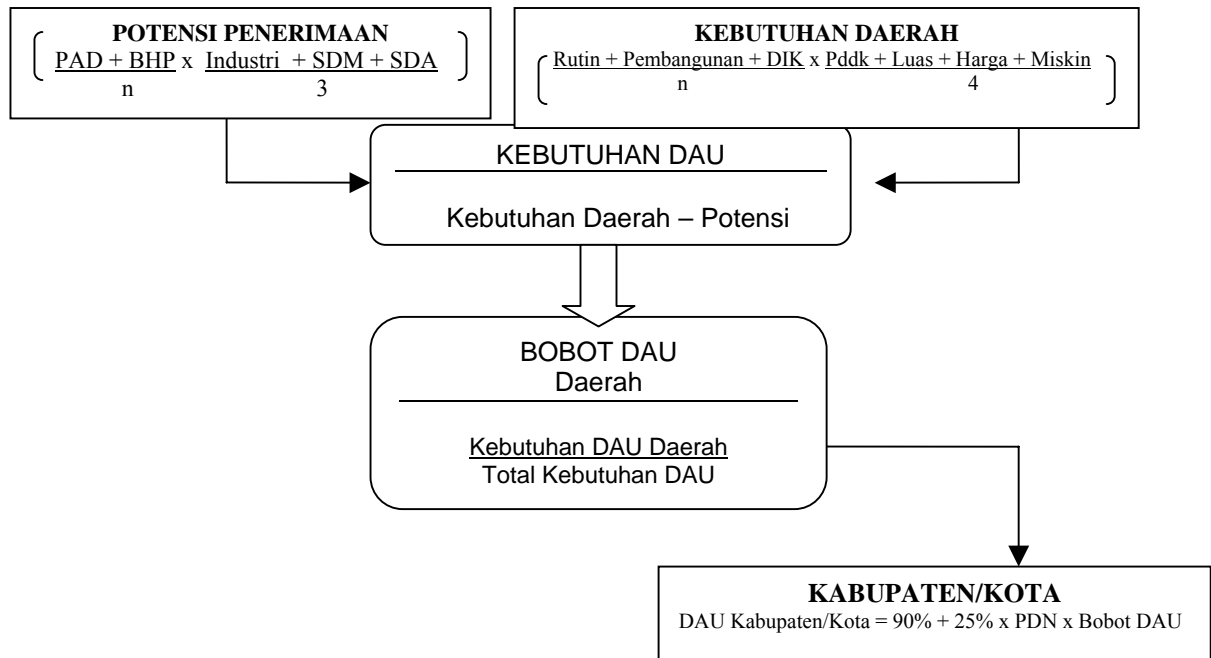 POTENSI PENERIMAAN
PAD + BHP x Industri + SDM + SDA
n 3
KEBUTUHAN DAERAH
Rutin + Pembangunan + DIK x Pddk + Luas + Harga + Miskin
n 4
KEBUTUHAN DAU
Kebutuhan Daerah – Potensi
BOBOT DAU
Daerah
Kebutuhan DAU Daerah
Total Kebutuhan DAU
KABUPATEN/KOTA
DAU Kabupaten/Kota = 90% + 25% x PDN x Bobot DAU